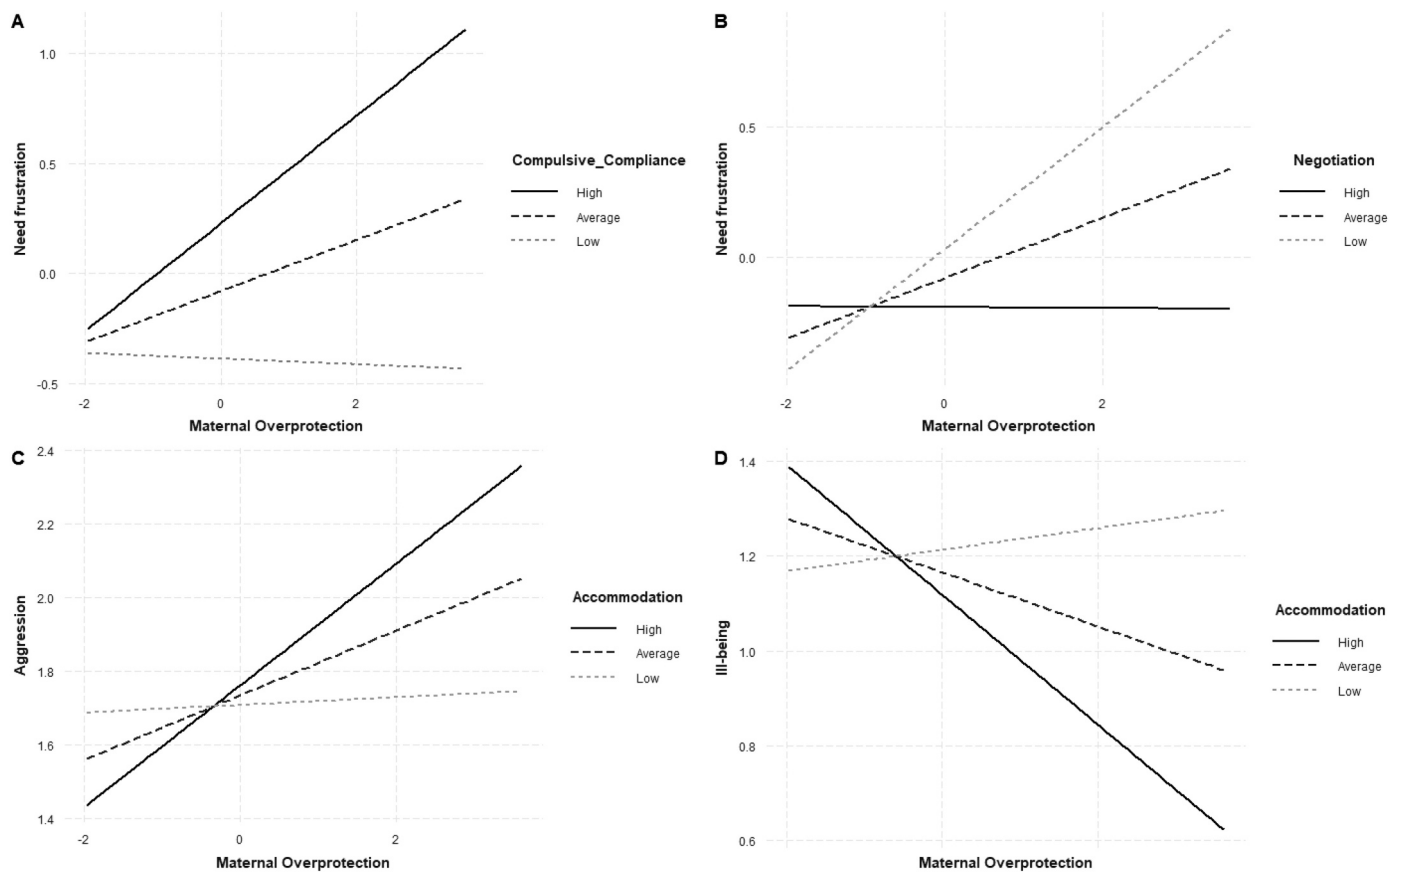 A
1.0
0.5
0.0
-0.5
Need frustration
-2
0
2
Maternal Overprotection
Compulsive_Compliance
High
Average
Low
B
0.5
0.0
Need frustration
-2
0
2
Maternal Overprotection
Negotiation
High
Average
Low
C
2.4
2.2
2.0
1.8
1.6
1.4
Aggression
-2
0
2
Maternal Overprotection
Accommodation
High
Average
Low
D
1.4
1.2
1.0
0.8
0.6
Ill-being
Maternal Overprotection
Accommodation
High
Average
Low